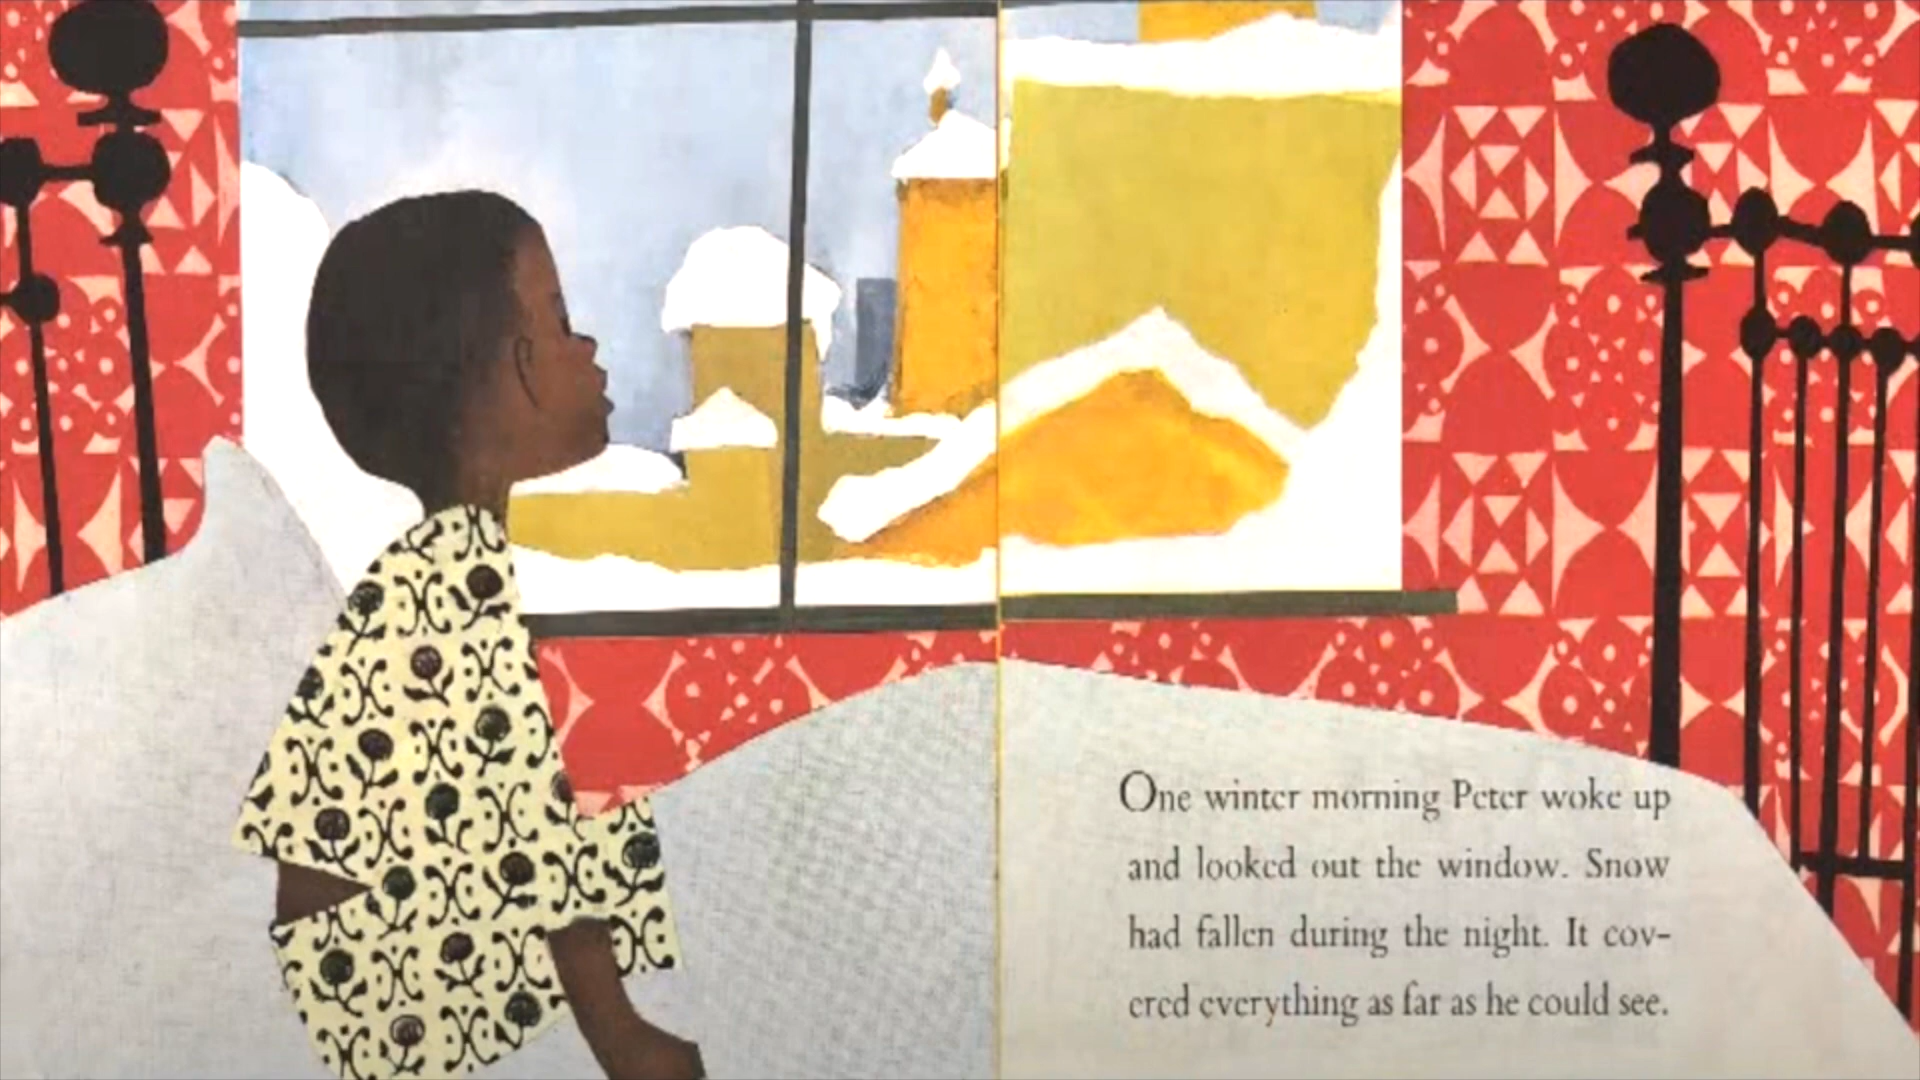 One winter morning Peter woke up
and looked out the window. Snow
had fallen during the night. It cov-
ered everything as far as he could see.